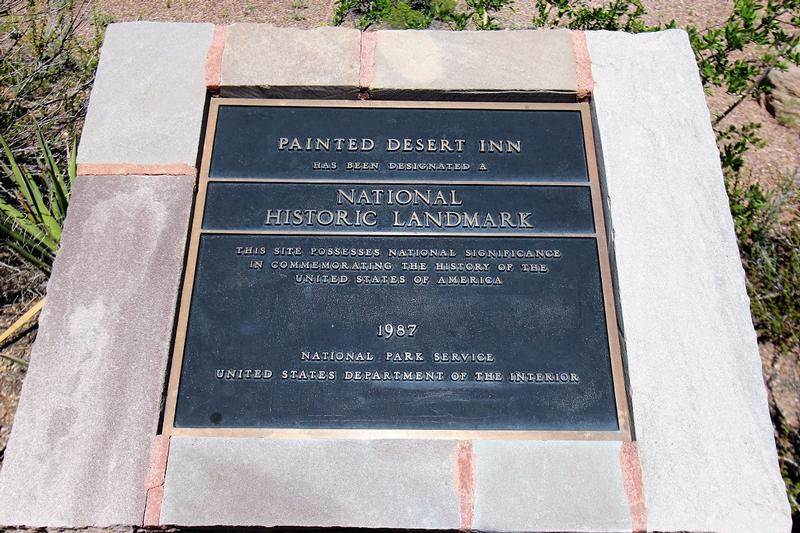 PAINTED DESERT INN
HAS BEEN DESIGNATED A
NATIONAL
HISTORIC LANDMARK
THIS SITE POSSESSES NATIONAL SIGNIFICANCE
IN COMMEMORATING THE HISTORY OF THE
UNITED STATES OF AMERICA
1987
NATIONAL PARK SERVICE
UNITED STATES DEPARTMENT OF THE INTERIOR